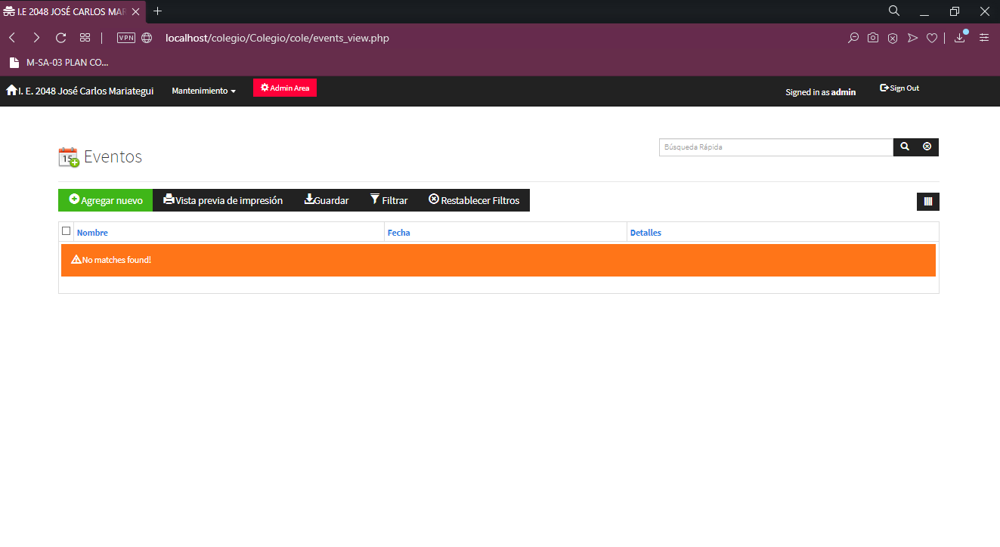 I.E 2048 JOSÉ CARLOS MAR
VPN
localhost/colegio/Colegio/cole/events_view.php
M-SA-03 PLAN CO...
I. E. 2048 José Carlos Mariategui
Mantenimiento
Admin Area
Signed in as admin
Sign Out
15
Eventos
Búsqueda Rápida
Agregar nuevo
Vista previa de impresión
Guardar
Filtrar
Restablecer Filtros
Nombre
Fecha
Detalles
No matches found!